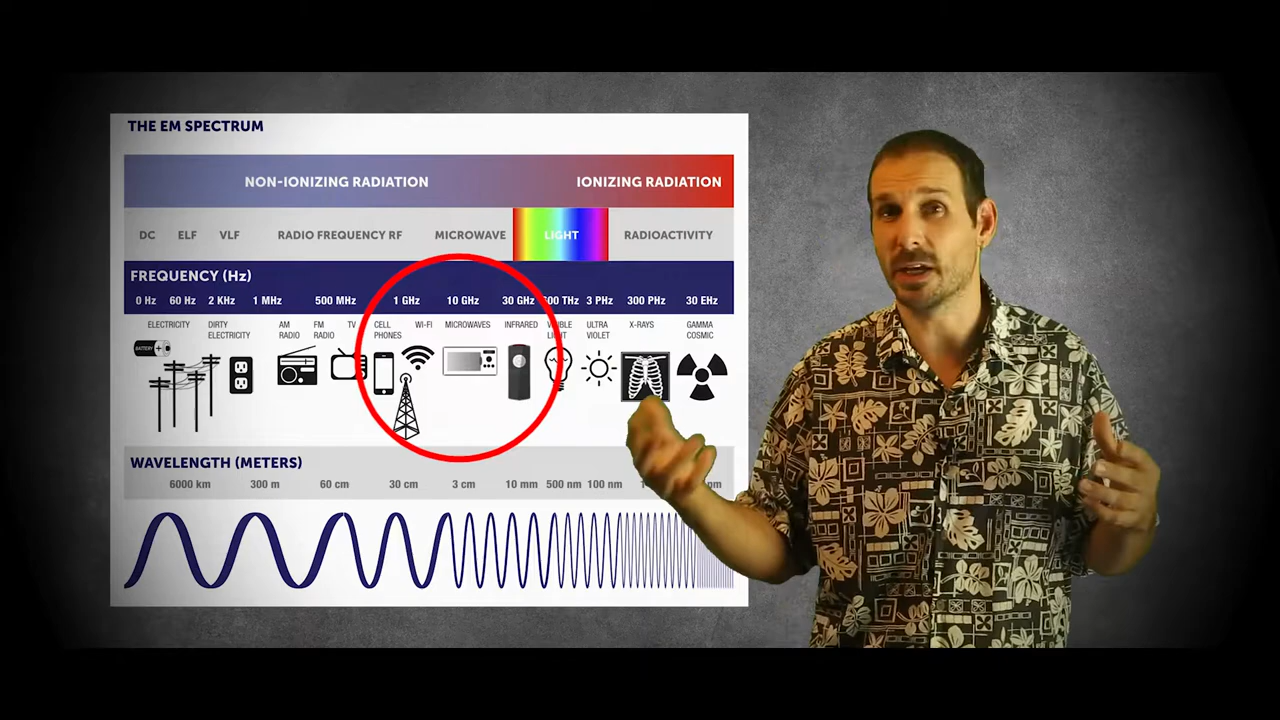 THE EM SPECTRUM
NON-IONIZING RADIATION IONIZING RADIATION
DC ELF VLF RADIO FREQUENCY RF MICROWAVE LIGHT RADIOACTIVITY
FREQUENCY (Hz)
0 Hz 60 Hz 2 KHz 1 MHz 500 MHz 1 GHz 10 GHz 30 GHz THz 3 PHz 300 PHz 30 EHz
ELECTRICITY DIRTY ELECTRICITY AM RADIO FM RADIO TV CELL PHONES WI-FI MICROWAVES INFRARED VISIBLE LIGHT ULTRA VIOLET X-RAYS GAMMA COSMIC
BATTERY
WAVELENGTH (METERS)
6000 km 300 m 60 cm 30 cm 3 cm 10 mm 500 nm 100 nm